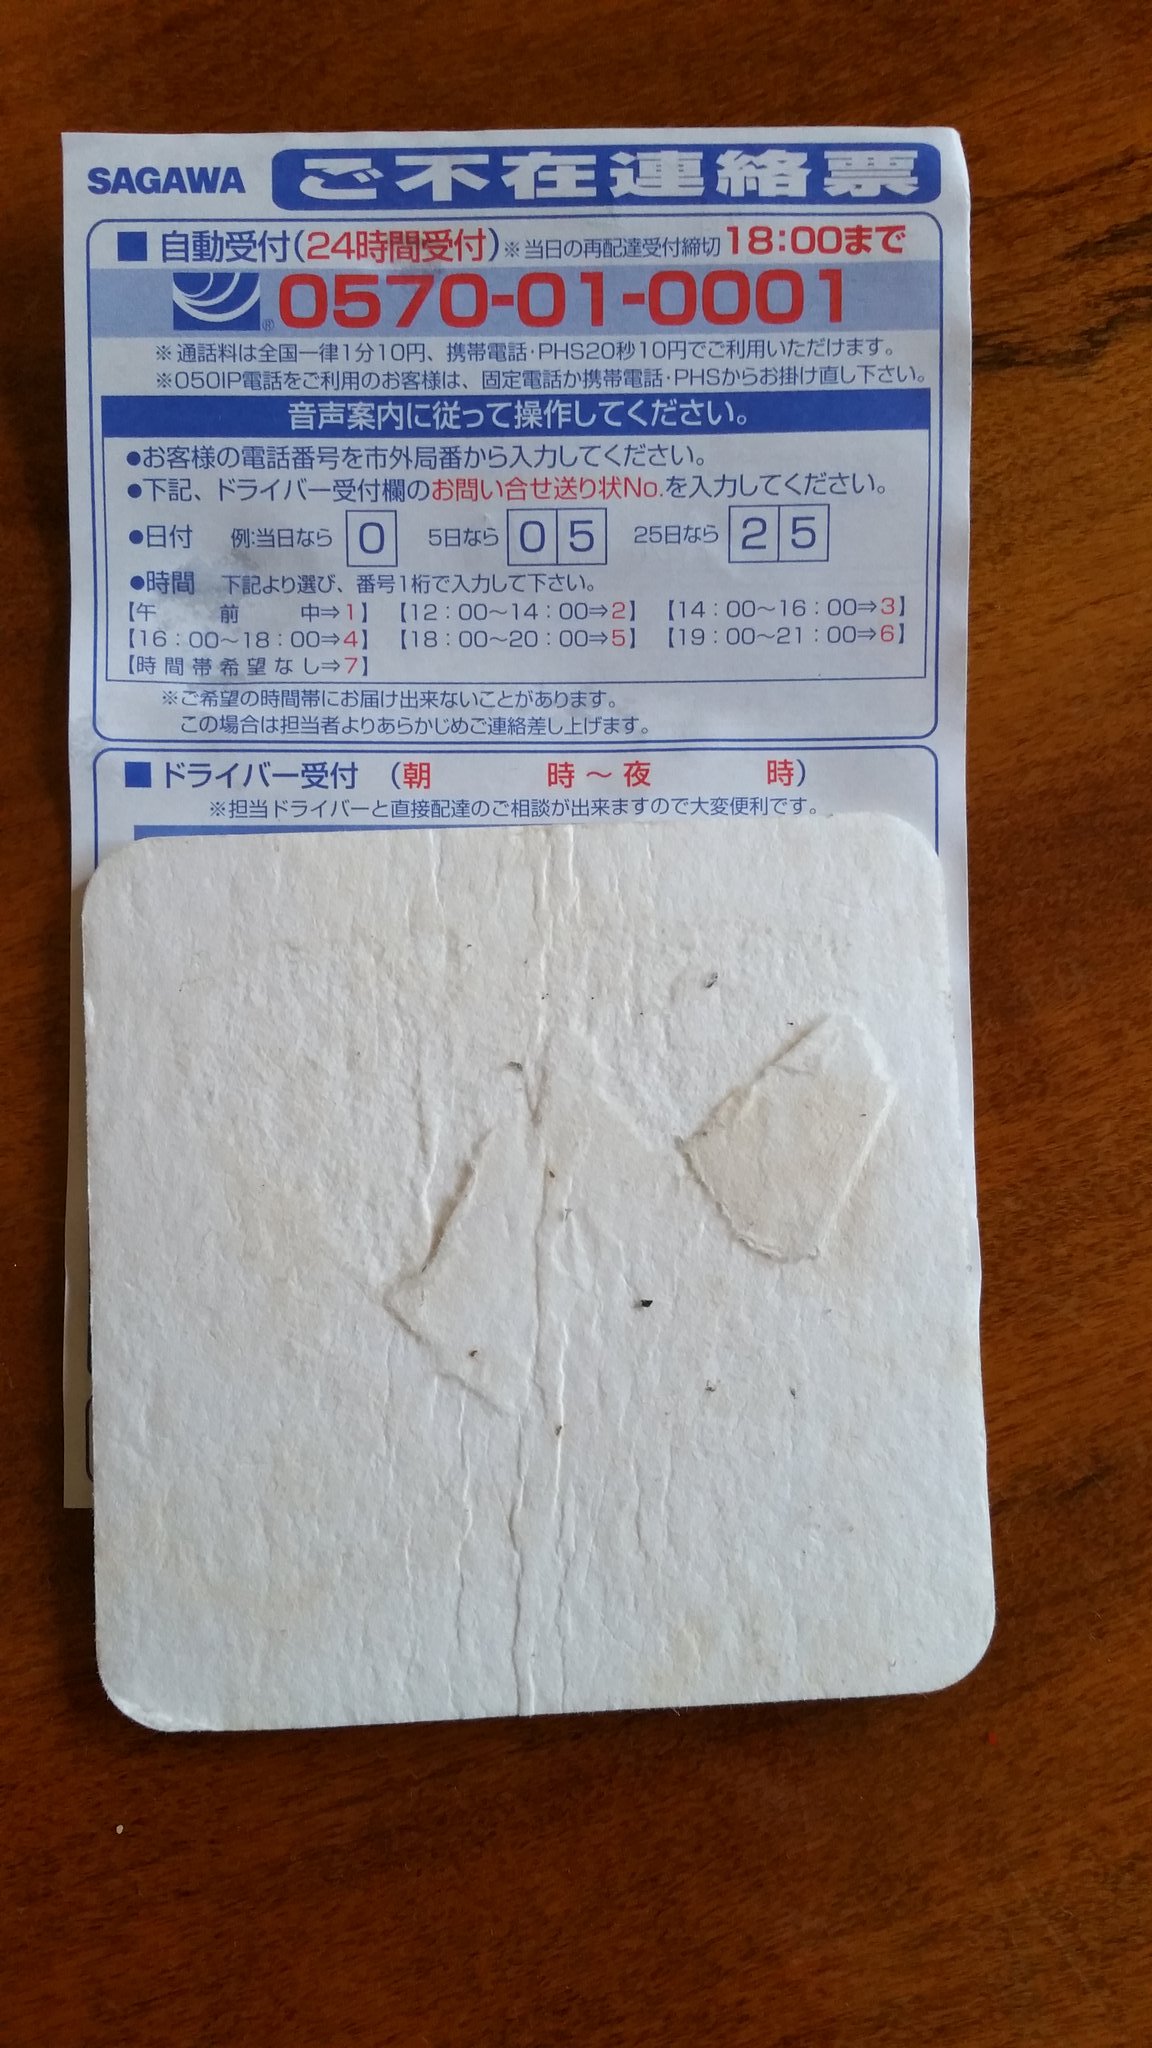 SAGAWA ご不在連絡票
■ 自動受付(24時間受付)※当日の再配達受付締切18:00まで
® 0570-01-0001
※通話料は全国一律1分10円、携帯電話・PHS20秒10円でご利用いただけます。
※050IP電話をご利用のお客様は、固定電話か携帯電話・PHSからお掛け直し下さい。
音声案内に従って操作してください。
●お客様の電話番号を市外局番から入力してください。
●下記、ドライバー受付欄のお問い合せ送り状No.を入力してください。
●日付 例:当日なら 0 5日なら 05 25日なら 25
●時間 下記より選び、番号1桁で入力して下さい。
【午前中⇒1】【12:00〜14:00⇒2】【14:00〜16:00⇒3】
【16:00〜18:00⇒4】【18:00〜20:00⇒5】【19:00〜21:00⇒6】
【時間帯希望なし⇒7】
※ご希望の時間帯にお届け出来ないことがあります。
この場合は担当者よりあらかじめご連絡差し上げます。
■ドライバー受付 (朝 時〜夜 時)
※担当ドライバーと直接配達のご相談が出来ますので大変便利です。